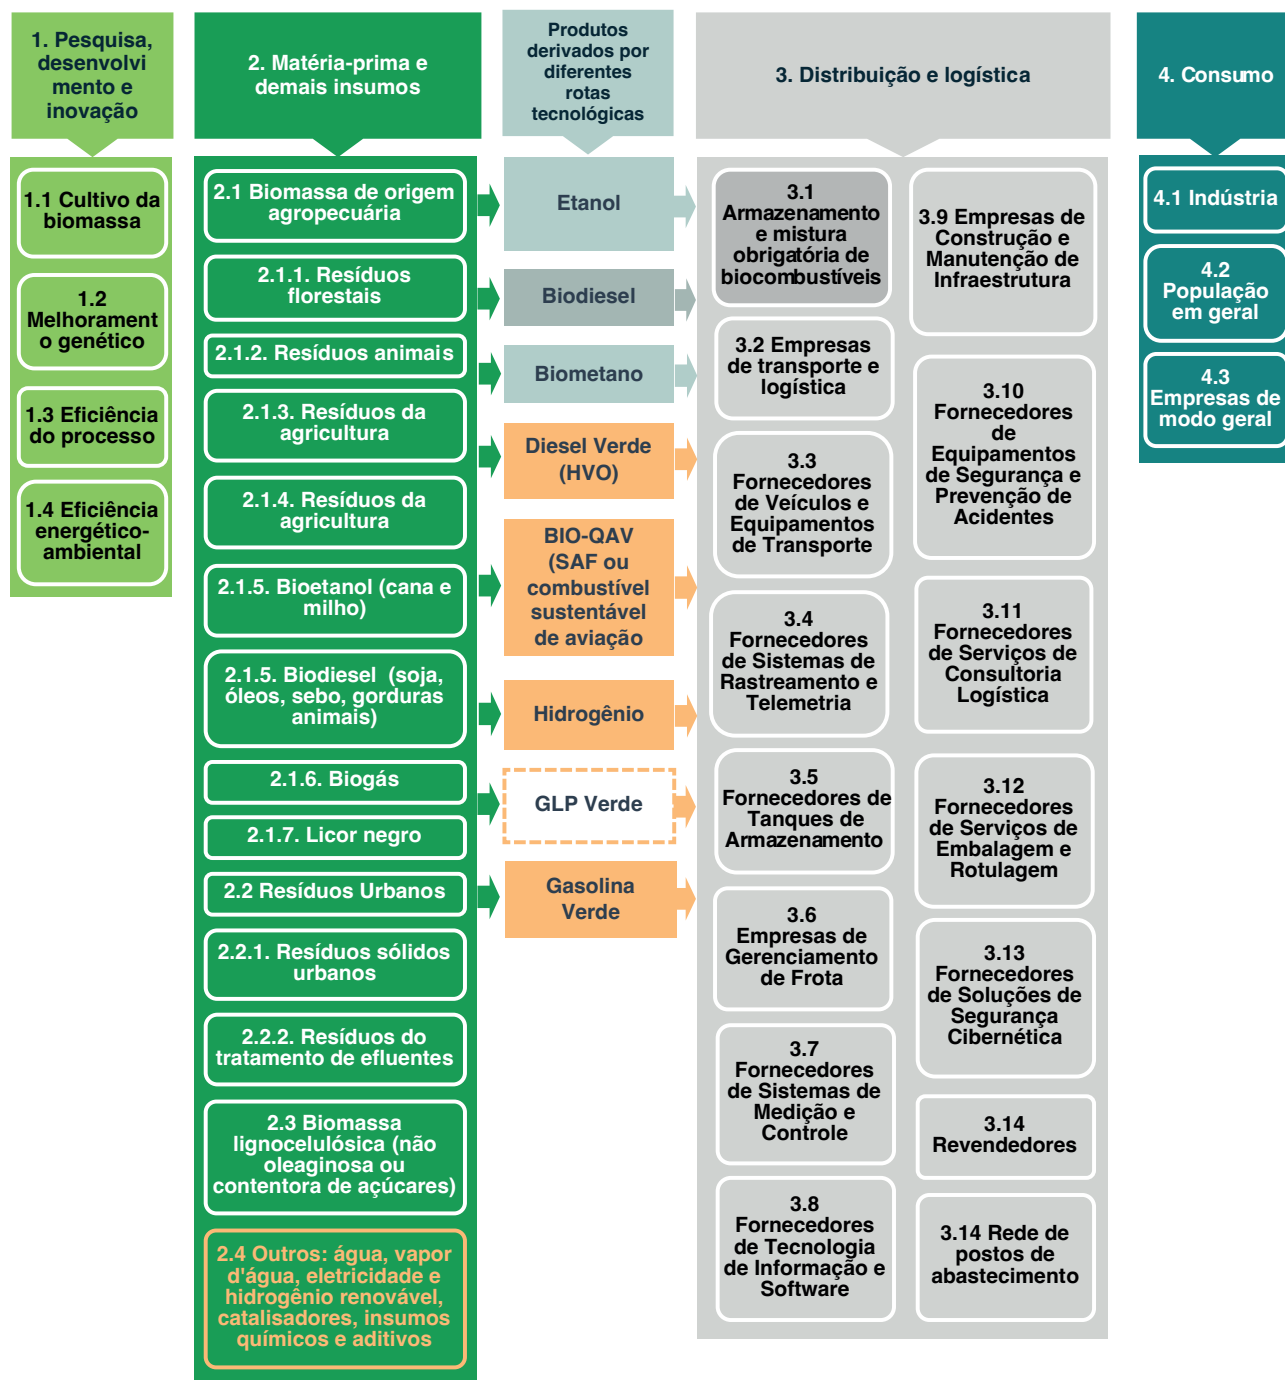 1. Pesquisa,
desenvolvi
mento e
inovação
1.1 Cultivo da
biomassa
1.2
Melhorament
o genético
1.3 Eficiência
do processo
1.4 Eficiência
energético-
ambiental
2. Matéria-prima e
demais insumos
2.1 Biomassa de origem
agropecuária
2.1.1. Resíduos
florestais
2.1.2. Resíduos animais
2.1.3. Resíduos da
agricultura
2.1.4. Resíduos da
agricultura
2.1.5. Bioetanol (cana e
milho)
2.1.5. Biodiesel (soja,
óleos, sebo, gorduras
animais)
2.1.6. Biogás
2.1.7. Licor negro
2.2 Resíduos Urbanos
2.2.1. Resíduos sólidos
urbanos
2.2.2. Resíduos do
tratamento de efluentes
2.3 Biomassa
lignocelulósica (não
oleaginosa ou
contentora de açúcares)
2.4 Outros: água, vapor
d'água, eletricidade e
hidrogênio renovável,
catalisadores, insumos
químicos e aditivos
Produtos
derivados por
diferentes
rotas
tecnológicas
Etanol
Biodiesel
Biometano
Diesel Verde
(HVO)
BIO-QAV
(SAF ou
combustível
sustentável
de aviação
Hidrogênio
GLP Verde
Gasolina
Verde
3. Distribuição e logística
3.1
Armazenamento
e mistura
obrigatória de
biocombustíveis
3.2 Empresas
de transporte e
logística
3.3
Fornecedores
de Veículos e
Equipamentos
de Transporte
3.4
Fornecedores
de Sistemas de
Rastreamento e
Telemetria
3.5
Fornecedores de
Tanques de
Armazenamento
3.6
Empresas de
Gerenciamento
de Frota
3.7
Fornecedores
de Sistemas de
Medição e
Controle
3.8
Fornecedores
de Tecnologia
de Informação e
Software
3.9 Empresas de
Construção e
Manutenção de
Infraestrutura
3.10
Fornecedores
de
Equipamentos
de Segurança e
Prevenção de
Acidentes
3.11
Fornecedores
de Serviços de
Consultoria
Logística
3.12
Fornecedores
de Serviços de
Embalagem e
Rotulagem
3.13
Fornecedores
de Soluções de
Segurança
Cibernética
3.14
Revendedores
3.14 Rede de
postos de
abastecimento
4. Consumo
4.1 Indústria
4.2
População
em geral
4.3
Empresas de
modo geral